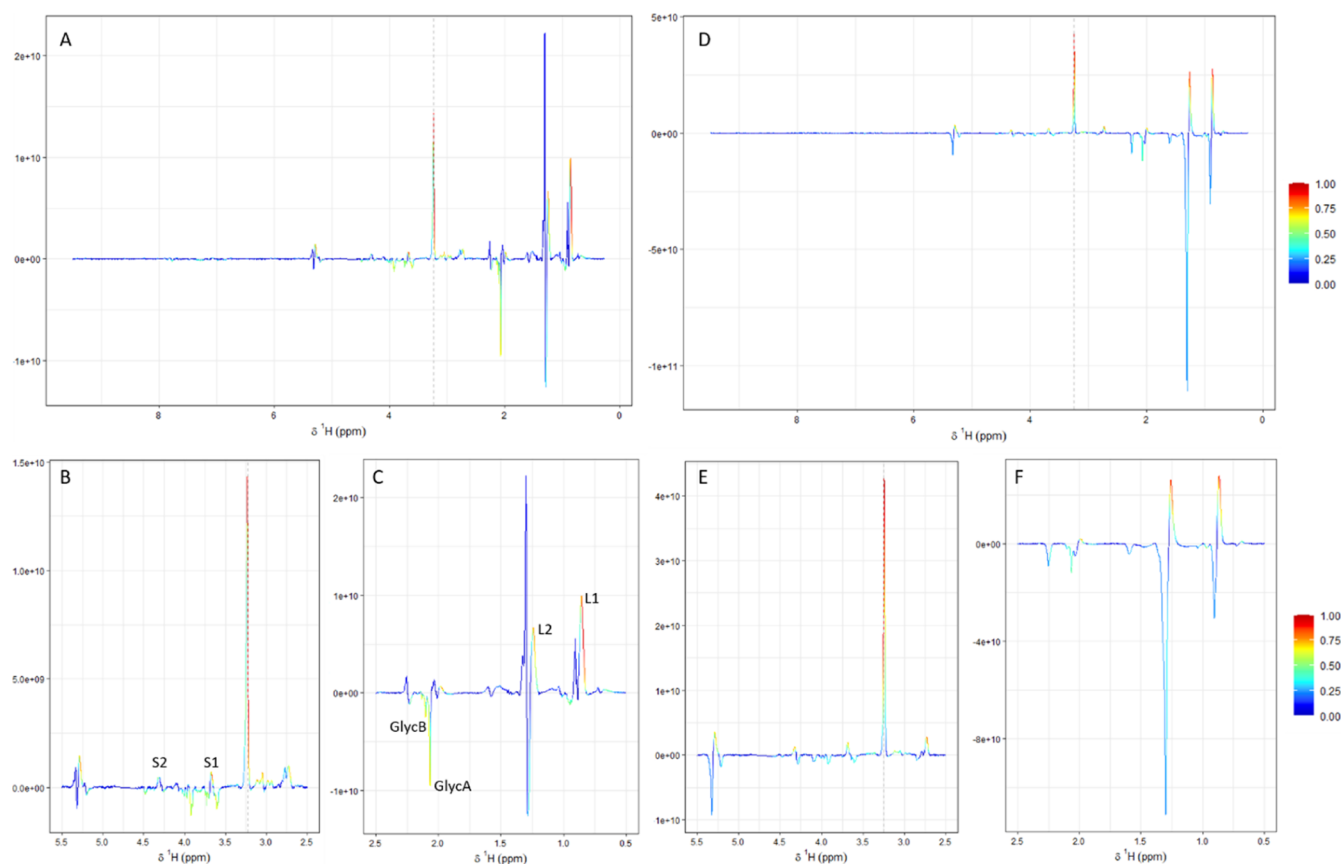 A
2e+10
1e+10
0e+00
-1e+10
8
6
4
2
0
δ ¹H (ppm)
D
5e+10
0e+00
-5e+10
-1e+11
8
6
4
2
0
δ ¹H (ppm)
1.00
0.75
0.50
0.25
0.00
B
1.5e+10
1.0e+10
5.0e+09
0.0e+00
S2
S1
5.5
5.0
4.5
4.0
3.5
3.0
2.5
δ ¹H (ppm)
C
2e+10
1e+10
0e+00
-1e+10
L1
L2
GlycB
GlycA
2.5
2.0
1.5
1.0
0.5
δ ¹H (ppm)
E
4e+10
3e+10
2e+10
1e+10
0e+00
1e+10
5.5
5.0
4.5
4.0
3.5
3.0
2.5
δ ¹H (ppm)
F
0e+00
-4e+10
-8e+10
2.5
2.0
1.5
1.0
0.5
δ ¹H (ppm)
1.00
0.75
0.50
0.25
0.00